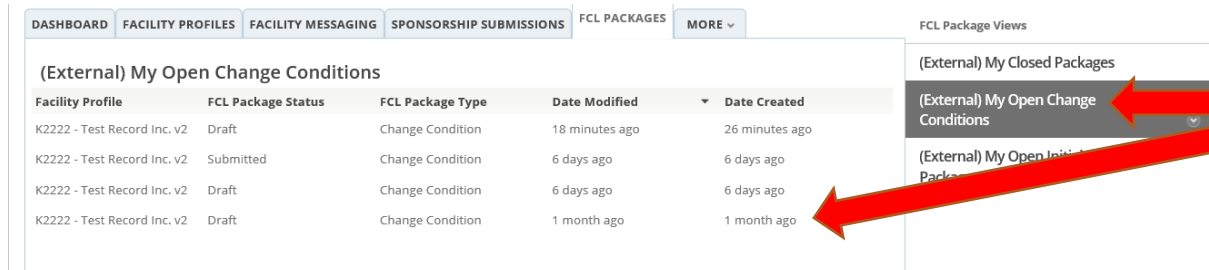 DASHBOARD FACILITY PROFILES FACILITY MESSAGING SPONSORSHIP SUBMISSIONS FCL PACKAGES MORE
(External) My Open Change Conditions
Facility Profile FCL Package Status FCL Package Type Date Modified Date Created
K2222 - Test Record Inc. v2 Draft Change Condition 18 minutes ago 26 minutes ago
K2222 - Test Record Inc. v2 Submitted Change Condition 6 days ago 6 days ago
K2222 - Test Record Inc. v2 Draft Change Condition 6 days ago 6 days ago
K2222 - Test Record Inc. v2 Draft Change Condition 1 month ago 1 month ago
FCL Package Views
(External) My Closed Packages
(External) My Open Change
Conditions
(External) My Open